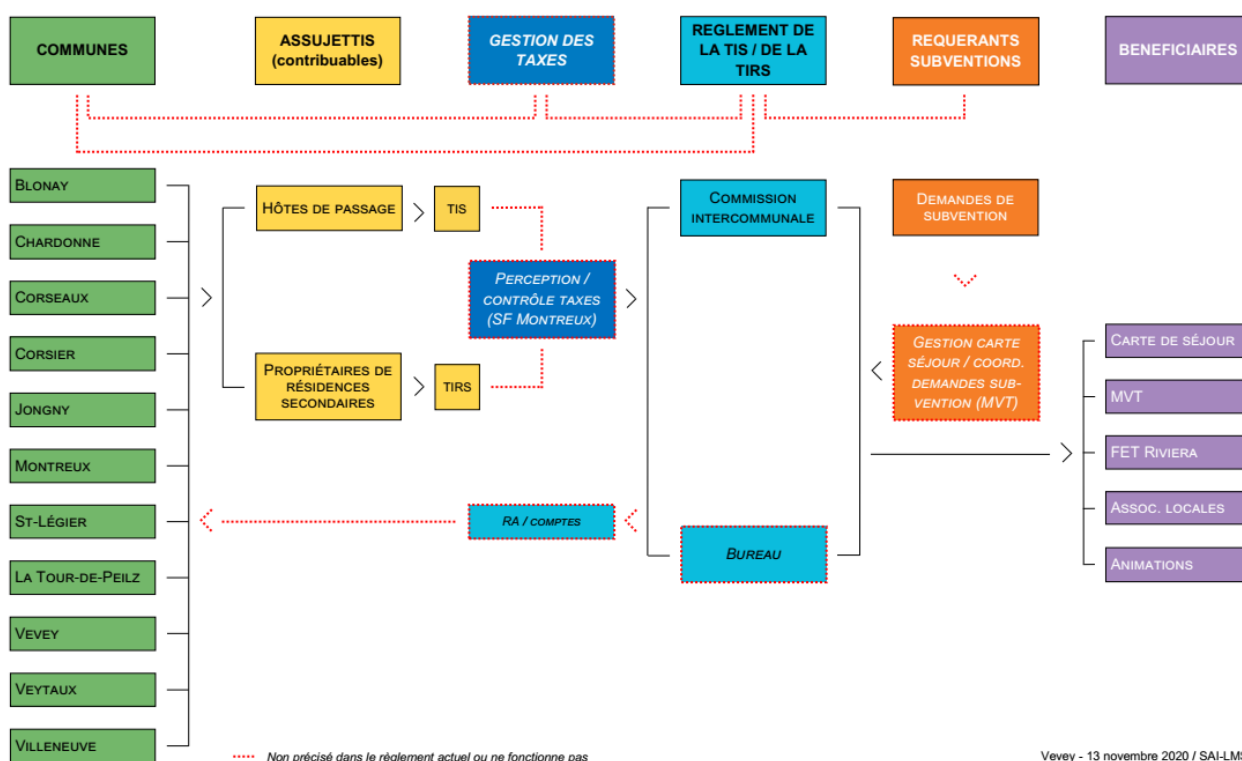 COMMUNES
ASSUJETTIS
(contribuables)
GESTION DES
TAXES
REGLEMENT DE
LA TIS / DE LA
TIRS
REQUERANTS
SUBVENTIONS
BENEFICIAIRES
BLONAY
CHARDONNE
CORSEAUX
CORSIER
JONGNY
MONTREUX
ST-LÉGIER
LA TOUR-DE-PEILZ
VEVEY
VEYTAUX
VILLENEUVE
HÔTES DE PASSAGE
TIS
PROPRIÉTAIRES DE
RÉSIDENCES
SECONDAIRES
TIRS
PERCEPTION /
CONTRÔLE TAXES
(SF MONTREUX)
RA / COMPTES
COMMISSION
INTERCOMMUNALE
BUREAU
DEMANDES DE
SUBVENTION
GESTION CARTE
SÉJOUR / COORD.
DEMANDES SUB-
VENTION (MVT)
CARTE DE SÉJOUR
MVT
FET RIVIERA
ASSOC. LOCALES
ANIMATIONS
Non précisé dans le règlement actuel ou ne fonctionne pas
Vevey - 13 novembre 2020 / SAI-LMS